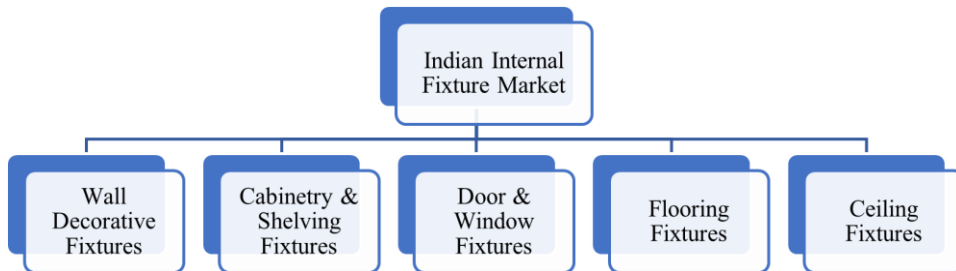 Indian Internal
Fixture Market
Wall
Decorative
Fixtures
Cabinetry &
Shelving
Fixtures
Door &
Window
Fixtures
Flooring
Fixtures
Ceiling
Fixtures